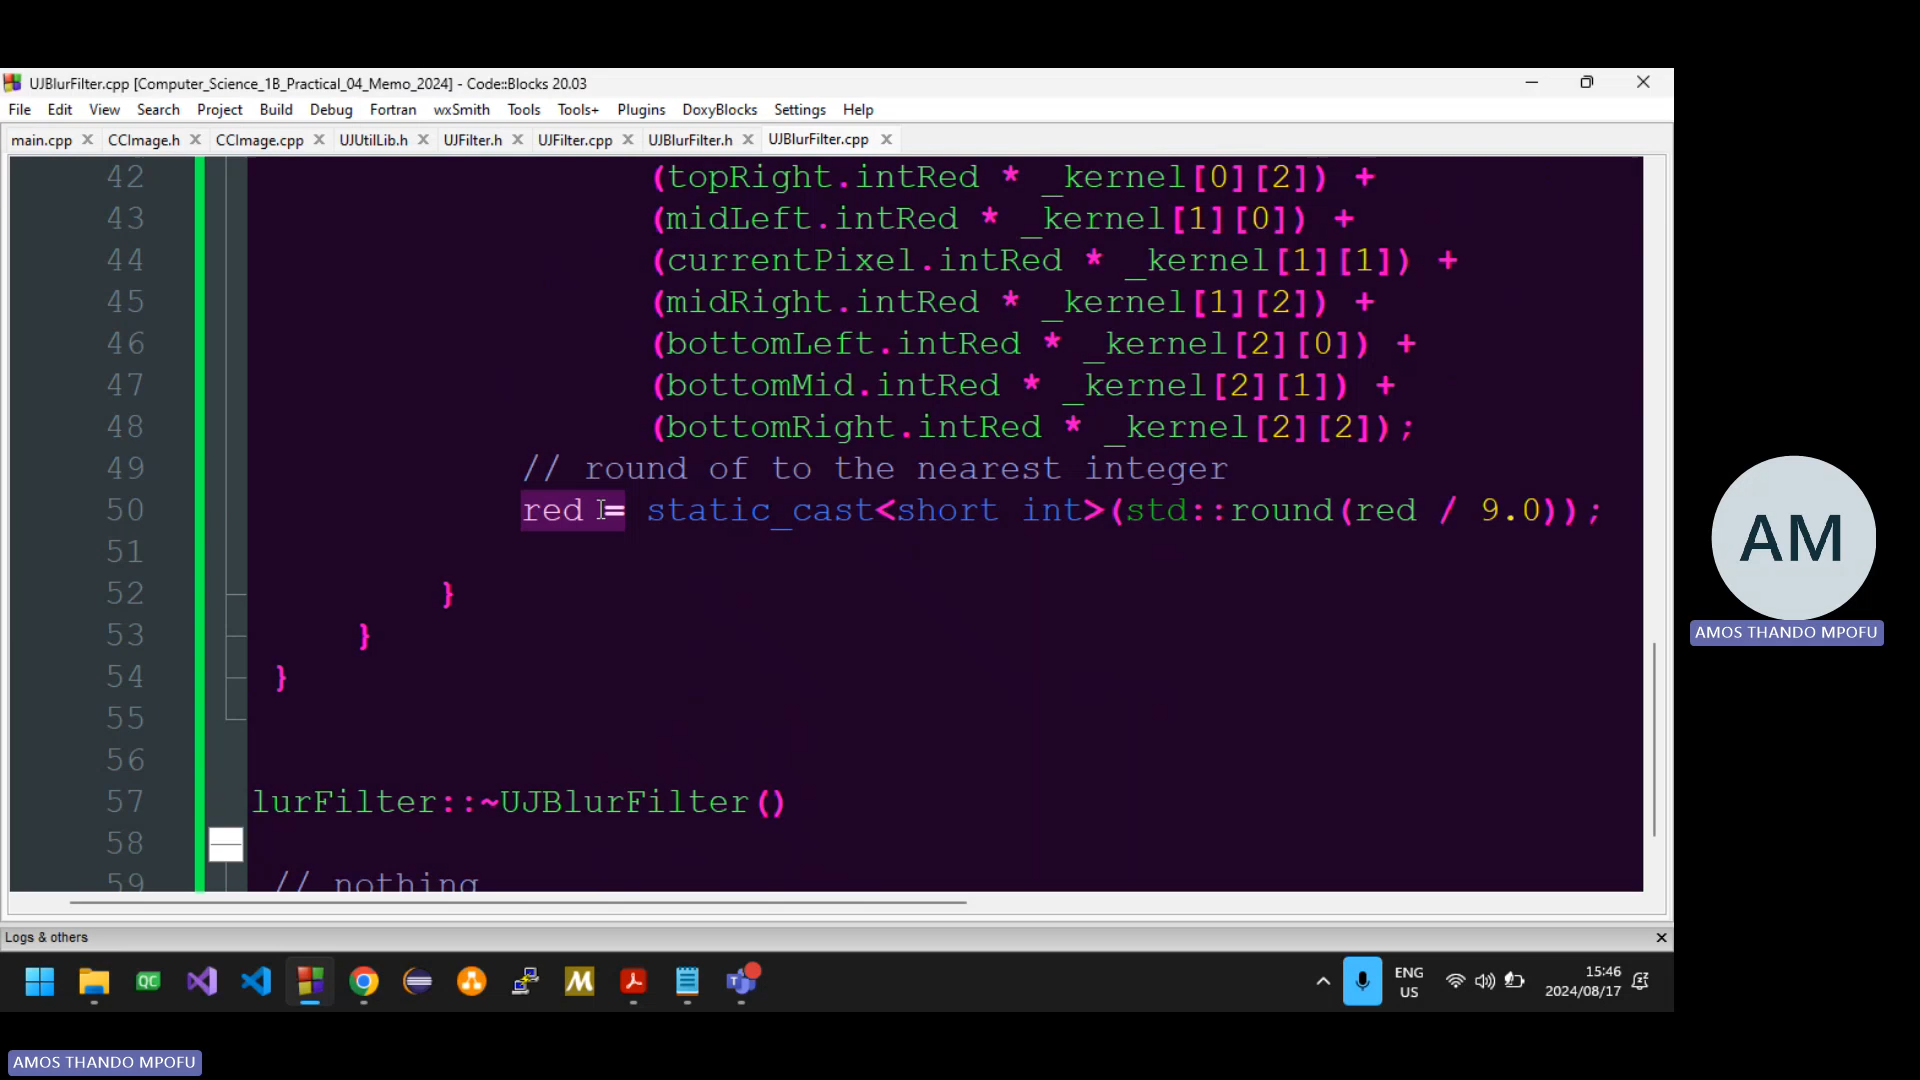 UJBlurFilter.cpp [Computer_Science_1B_Practical_04_Memo_2024] - Code::Blocks 20.03
File Edit View Search Project Build Debug Fortran wxSmith Tools Tools+ Plugins DoxyBlocks Settings Help
main.cpp CCImage.h CCImage.cpp UJUtilLib.h UJFilter.h UJFilter.cpp UJBlurFilter.h UJBlurFilter.cpp
42 (topRight.intRed * _kernel[0][2]) +
43 (midLeft.intRed * _kernel[1][0]) +
44 (currentPixel.intRed * _kernel[1][1]) +
45 (midRight.intRed * _kernel[1][2]) +
46 (bottomLeft.intRed * _kernel[2][0]) +
47 (bottomMid.intRed * _kernel[2][1]) +
48 (bottomRight.intRed * _kernel[2][2]);
49 // round of to the nearest integer
50 red = static_cast<short int>(std::round(red / 9.0));
51
52 }
53 }
54 }
55
56
57 lurFilter::~UJBlurFilter()
58
59 // nothing
Logs & others
QC
M
ENG
US
15:46
2024/08/17
AM
AMOS THANDO MPOFU
AMOS THANDO MPOFU